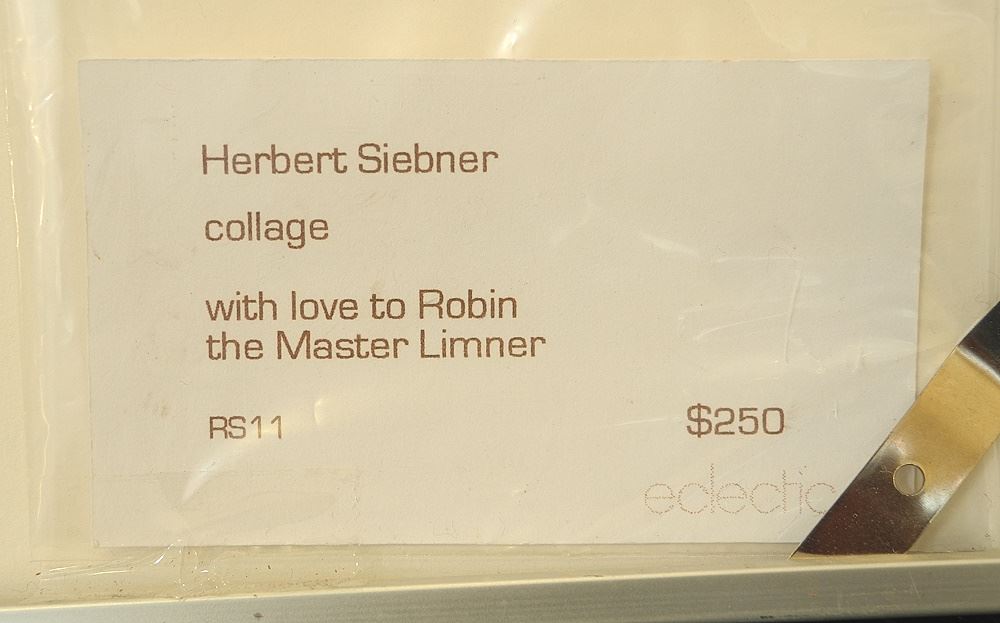 Herbert Siebner
collage
with love to Robin
the Master Limner
RS11
$250
eclectic